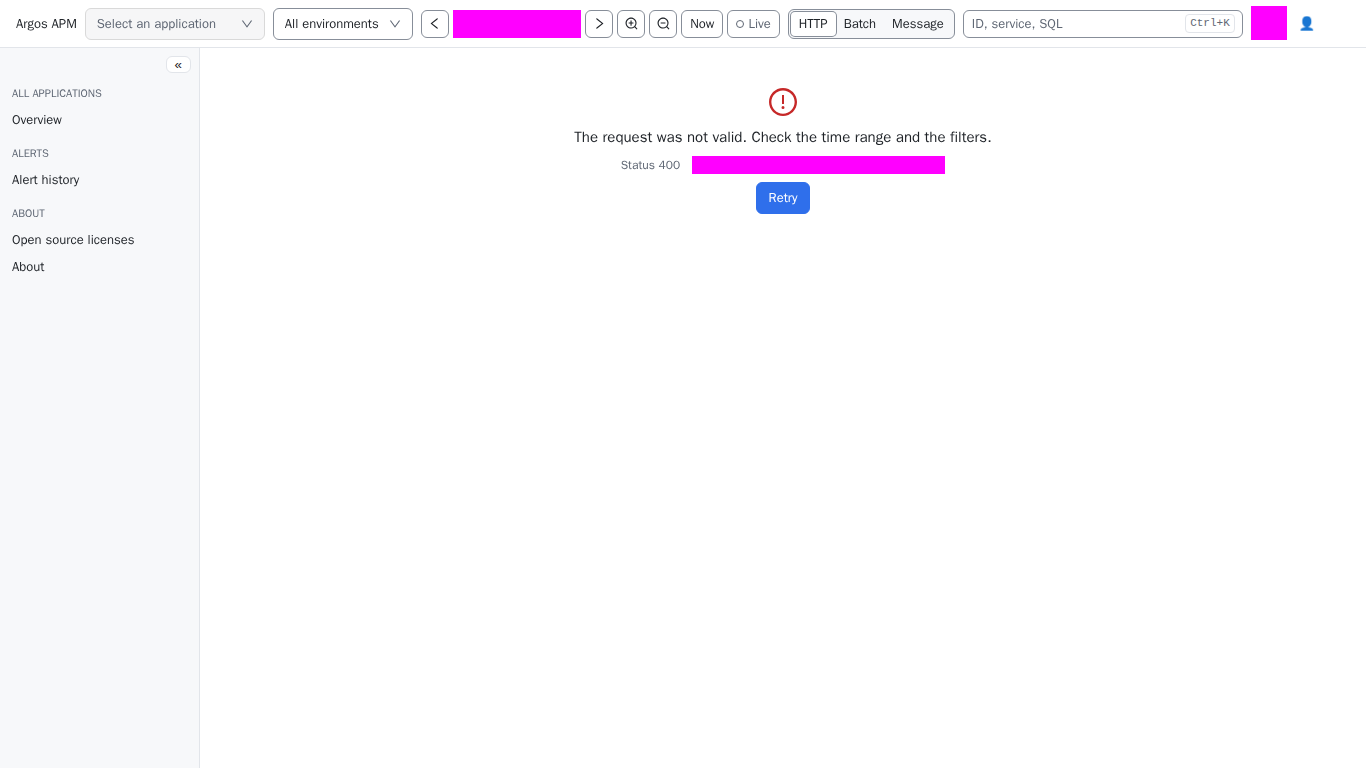 Argos APM
Select an application
All environments
Now
Live
HTTP
Batch
Message
ID, service, SQL
Ctrl+K
«
ALL APPLICATIONS
Overview
ALERTS
Alert history
ABOUT
Open source licenses
About
The request was not valid. Check the time range and the filters.
Status 400
Retry